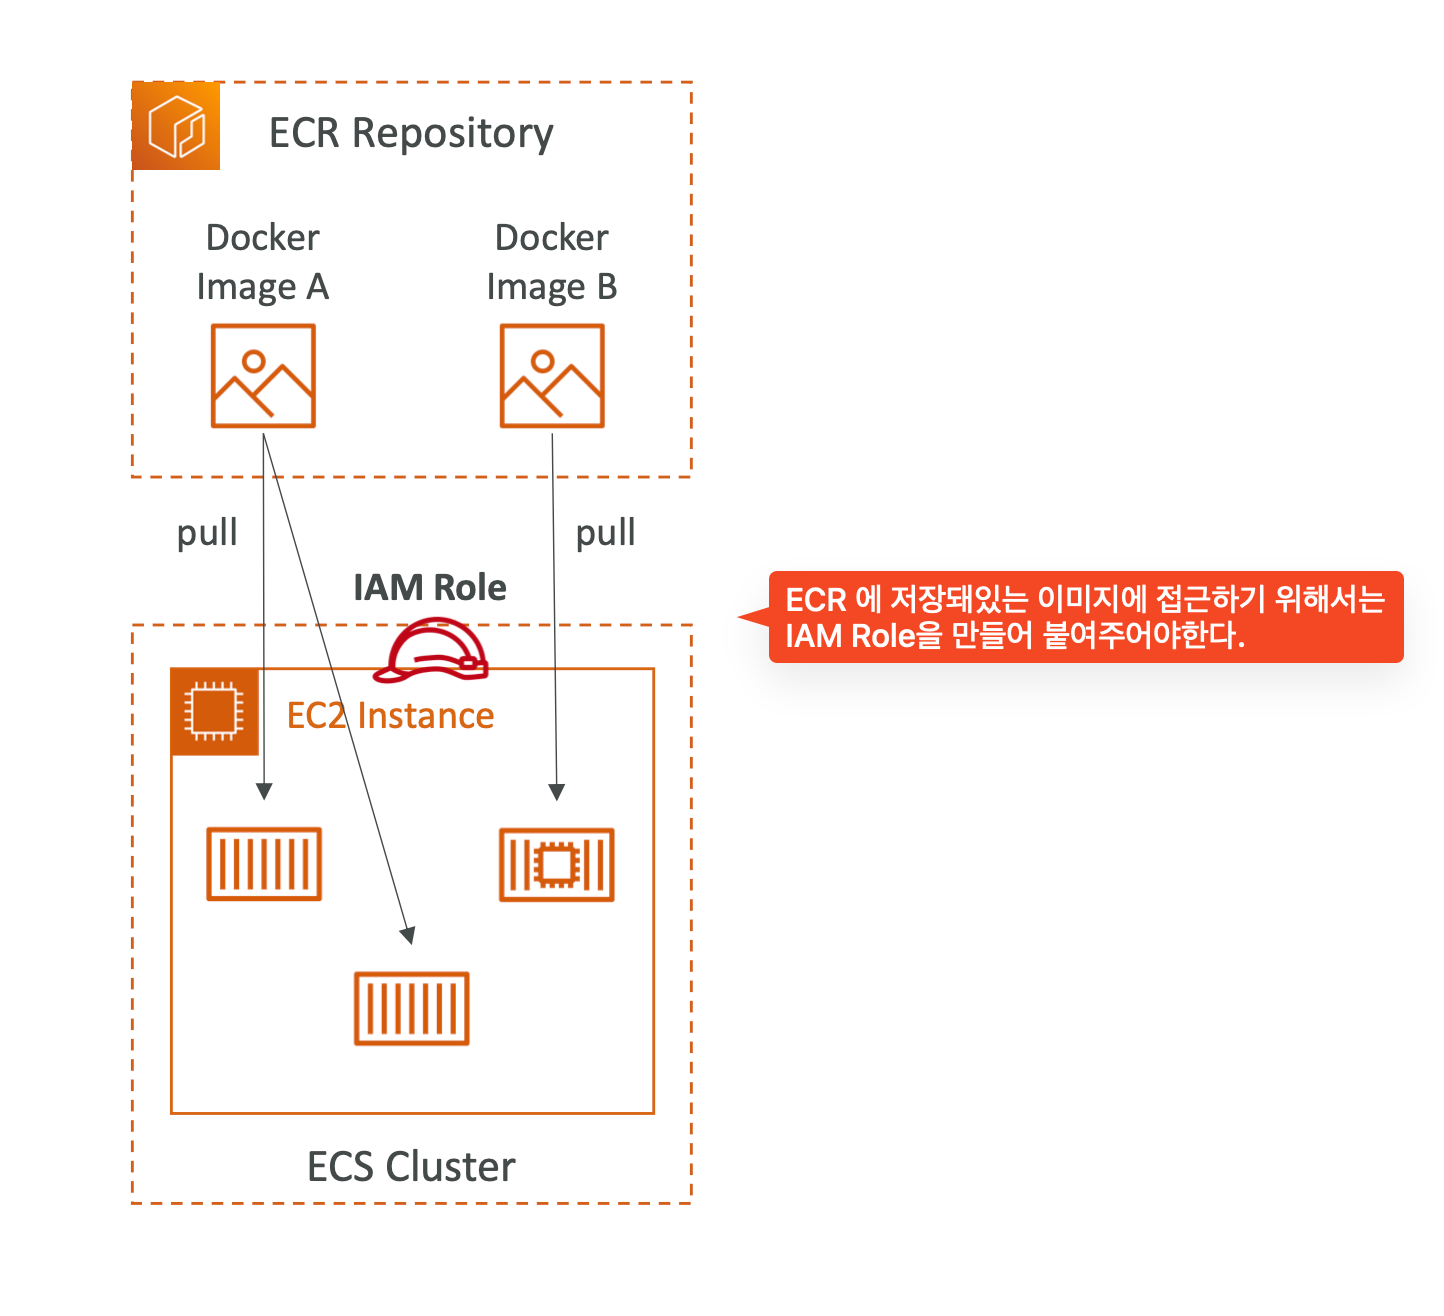 ECR Repository
Docker
Image A
Docker
Image B
pull
pull
IAM Role
ECR 에 저장돼있는 이미지에 접근하기 위해서는
IAM Role을 만들어 붙여주어야한다.
EC2 Instance
ECS Cluster